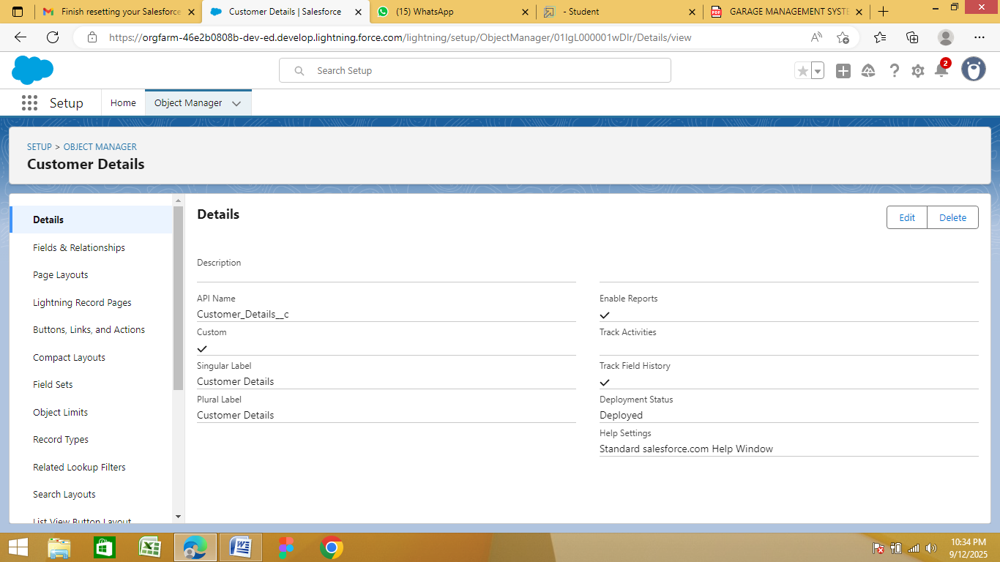 Finish resetting your Salesforce
Customer Details | Salesforce
(15) WhatsApp
- Student
GARAGE MANAGEMENT SYSTE
https://orgfarm-46e2b0808b-dev-ed.develop.lightning.force.com/lightning/setup/ObjectManager/01IgL000001wDIr/Details/view
Search Setup
2
Setup
Home
Object Manager
SETUP > OBJECT MANAGER
Customer Details
Details
Fields & Relationships
Page Layouts
Lightning Record Pages
Buttons, Links, and Actions
Compact Layouts
Field Sets
Object Limits
Record Types
Related Lookup Filters
Search Layouts
List View Button Layout
Details
Edit
Delete
Description
API Name
Customer_Details__c
Custom
Singular Label
Customer Details
Plural Label
Customer Details
Enable Reports
Track Activities
Track Field History
Deployment Status
Deployed
Help Settings
Standard salesforce.com Help Window
10:34 PM
9/12/2025